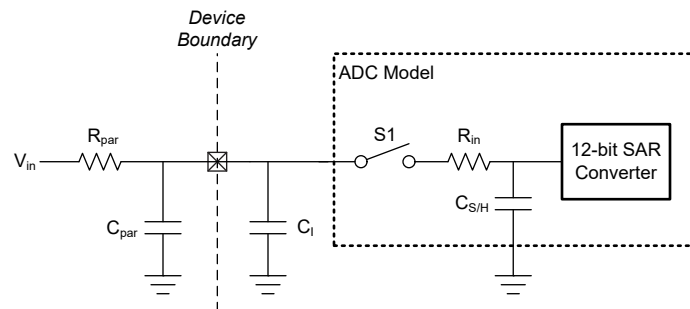 Device
Boundary
ADC Model
R_par
S1
R_in
V_in
12-bit SAR
Converter
C_par
C_I
C_S/H